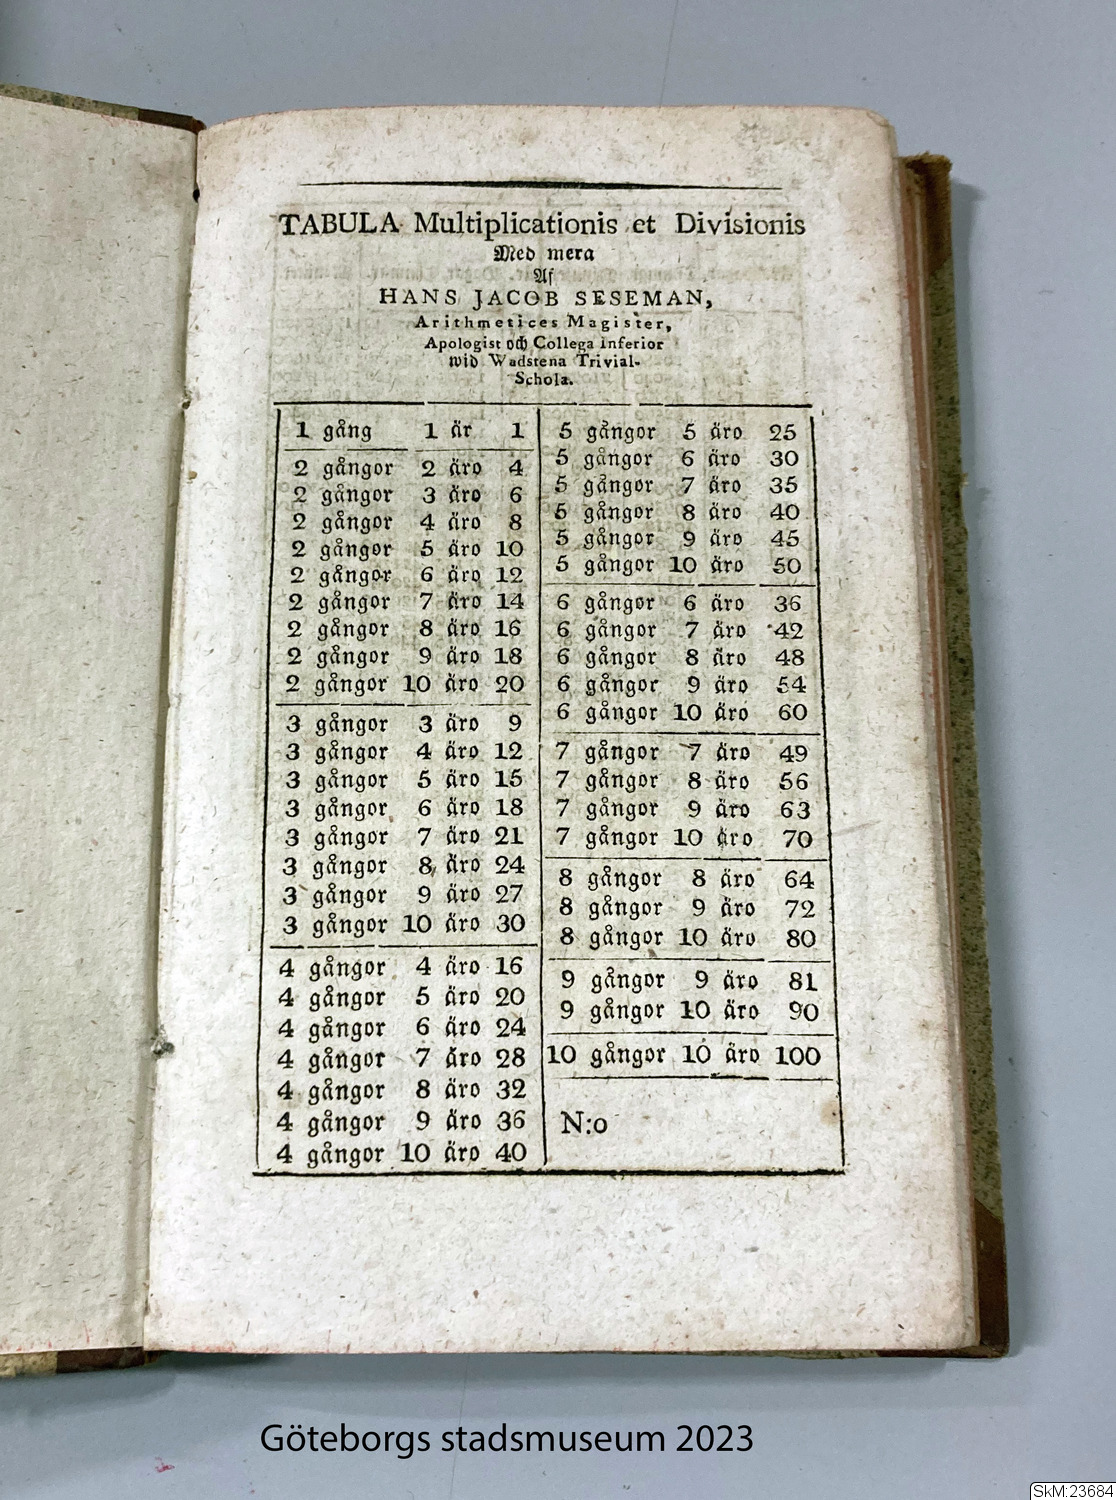 TABULA Multiplicationis et Divisionis
Med mera
Af
HANS JACOB SESEMAN,
Arithmetices Magister,
Apologist och Collega Inferior
wid Wadstena Trivial-
Schola.
1 gång 1 är 1
2 gångor 2 äro 4
2 gångor 3 äro 6
2 gångor 4 äro 8
2 gångor 5 äro 10
2 gångor 6 äro 12
2 gångor 7 äro 14
2 gångor 8 äro 16
2 gångor 9 äro 18
2 gångor 10 äro 20
3 gångor 3 äro 9
3 gångor 4 äro 12
3 gångor 5 äro 15
3 gångor 6 äro 18
3 gångor 7 äro 21
3 gångor 8 äro 24
3 gångor 9 äro 27
3 gångor 10 äro 30
4 gångor 4 äro 16
4 gångor 5 äro 20
4 gångor 6 äro 24
4 gångor 7 äro 28
4 gångor 8 äro 32
4 gångor 9 äro 36
4 gångor 10 äro 40
5 gångor 5 äro 25
5 gångor 6 äro 30
5 gångor 7 äro 35
5 gångor 8 äro 40
5 gångor 9 äro 45
5 gångor 10 äro 50
6 gångor 6 äro 36
6 gångor 7 äro 42
6 gångor 8 äro 48
6 gångor 9 äro 54
6 gångor 10 äro 60
7 gångor 7 äro 49
7 gångor 8 äro 56
7 gångor 9 äro 63
7 gångor 10 äro 70
8 gångor 8 äro 64
8 gångor 9 äro 72
8 gångor 10 äro 80
9 gångor 9 äro 81
9 gångor 10 äro 90
10 gångor 10 äro 100
N:o
Göteborgs stadsmuseum 2023
SkM:23684